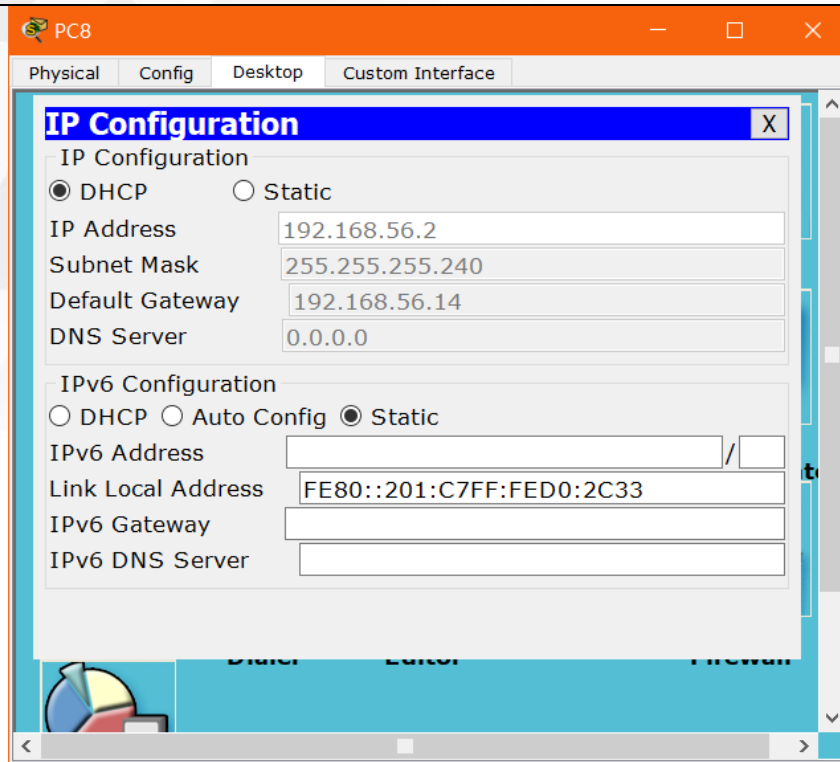 PC8
Physical Config Desktop Custom Interface
IP Configuration X
IP Configuration
DHCP Static
IP Address 192.168.56.2
Subnet Mask 255.255.255.240
Default Gateway 192.168.56.14
DNS Server 0.0.0.0
IPv6 Configuration
DHCP Auto Config Static
IPv6 Address /
Link Local Address FE80::201:C7FF:FED0:2C33
IPv6 Gateway
IPv6 DNS Server